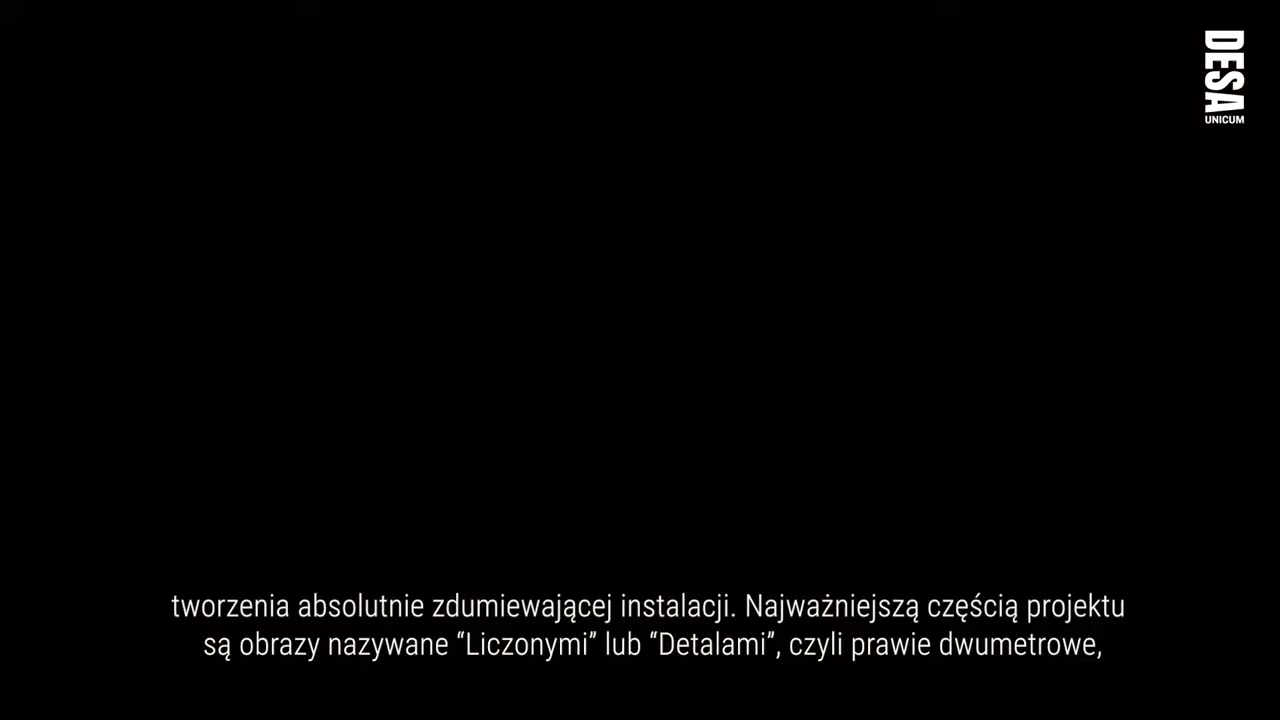 DESA
UNICUM
tworzenia absolutnie zdumiewającej instalacji. Najważniejszą częścią projektu
są obrazy nazywane “Liczonymi” lub “Detalami”, czyli prawie dwumetrowe,